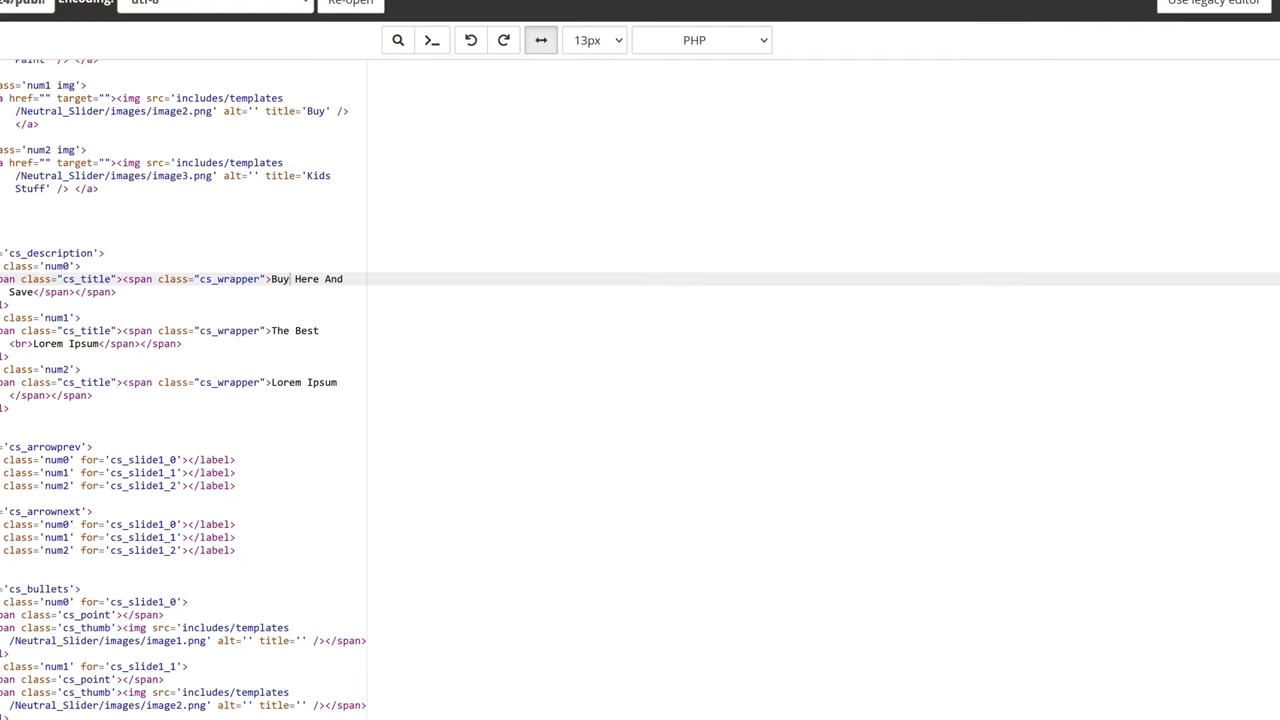 Encoding: utf-8 Re-open Use legacy editor
13px PHP
Paint' /> </a>
lass='num1 img'>
a href="" target=""><img src='includes/templates
/Neutral_Slider/images/image2.png' alt='' title='Buy' />
</a>
lass='num2 img'>
a href="" target=""><img src='includes/templates
/Neutral_Slider/images/image3.png' alt='' title='Kids
Stuff' /> </a>
='cs_description'>
class='num0'>
pan class="cs_title"><span class="cs_wrapper">Buy Here And
Save</span></span>
l>
class='num1'>
pan class="cs_title"><span class="cs_wrapper">The Best
<br>Lorem Ipsum</span></span>
l>
class='num2'>
pan class="cs_title"><span class="cs_wrapper">Lorem Ipsum
</span></span>
l>
='cs_arrowprev'>
class='num0' for='cs_slide1_0'></label>
class='num1' for='cs_slide1_1'></label>
class='num2' for='cs_slide1_2'></label>
='cs_arrownext'>
class='num0' for='cs_slide1_0'></label>
class='num1' for='cs_slide1_1'></label>
class='num2' for='cs_slide1_2'></label>
='cs_bullets'>
class='num0' for='cs_slide1_0'>
pan class='cs_point'></span>
pan class='cs_thumb'><img src='includes/templates
/Neutral_Slider/images/image1.png' alt='' title='' /></span>
l>
class='num1' for='cs_slide1_1'>
pan class='cs_point'></span>
pan class='cs_thumb'><img src='includes/templates
/Neutral_Slider/images/image2.png' alt='' title='' /></span>